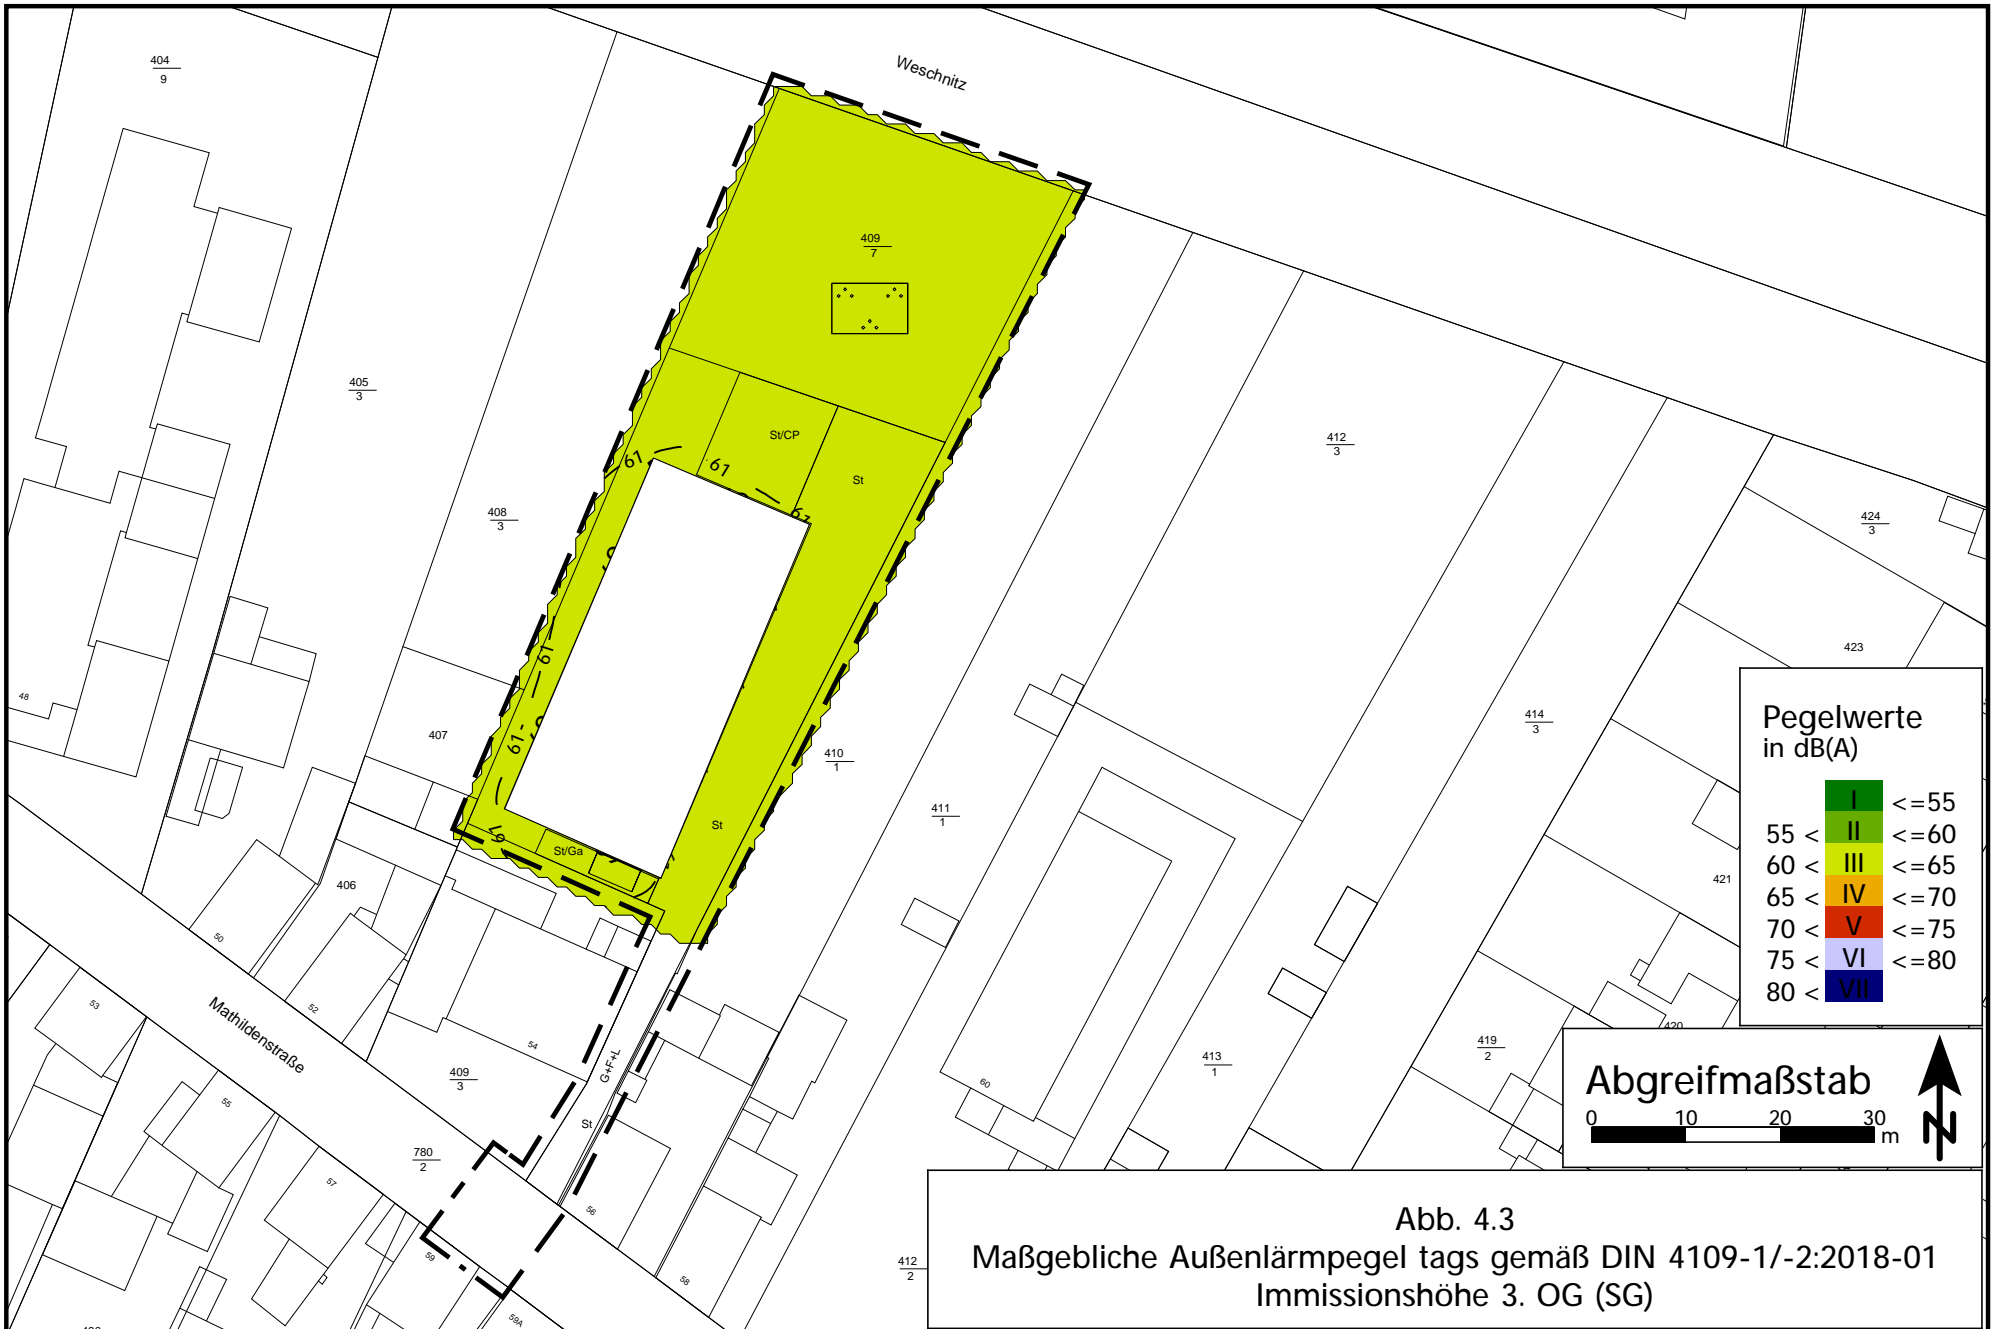 Weschnitz
404
9
409
7
405
3
St/CP
412
3
61
61
St
61
408
3
424
3
423
61
48
407
61
410
1
414
3
Pegelwerte
in dB(A)
I <=55
55 < II <=60
60 < III <=65
65 < IV <=70
70 < V <=75
75 < VI <=80
80 < VII
411
1
St
61
St/Ga
421
406
50
52
53
Mathildenstraße
54
55
409
3
G+F+L
St
60
413
1
419
2
420
Abgreifmaßstab
0 10 20 30
m
N
780
2
57
56
58
59
59A
412
2
Abb. 4.3
Maßgebliche Außenlärmpegel tags gemäß DIN 4109-1/-2:2018-01
Immissionshöhe 3. OG (SG)